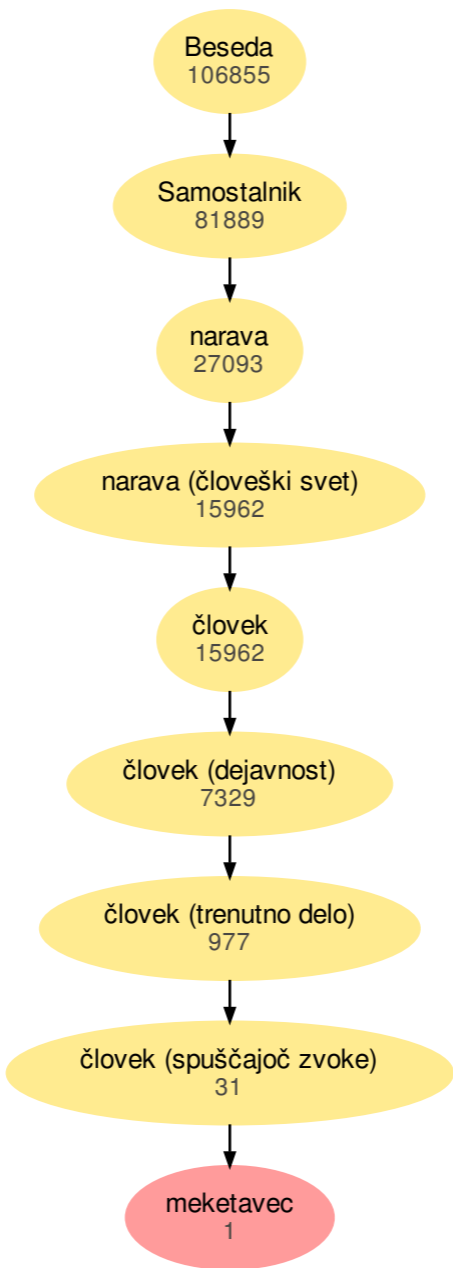 Beseda
106855
Samostalnik
81889
narava
27093
narava (človeški svet)
15962
človek
15962
človek (dejavnost)
7329
človek (trenutno delo)
977
človek (spuščajoč zvoke)
31
meketavec
1